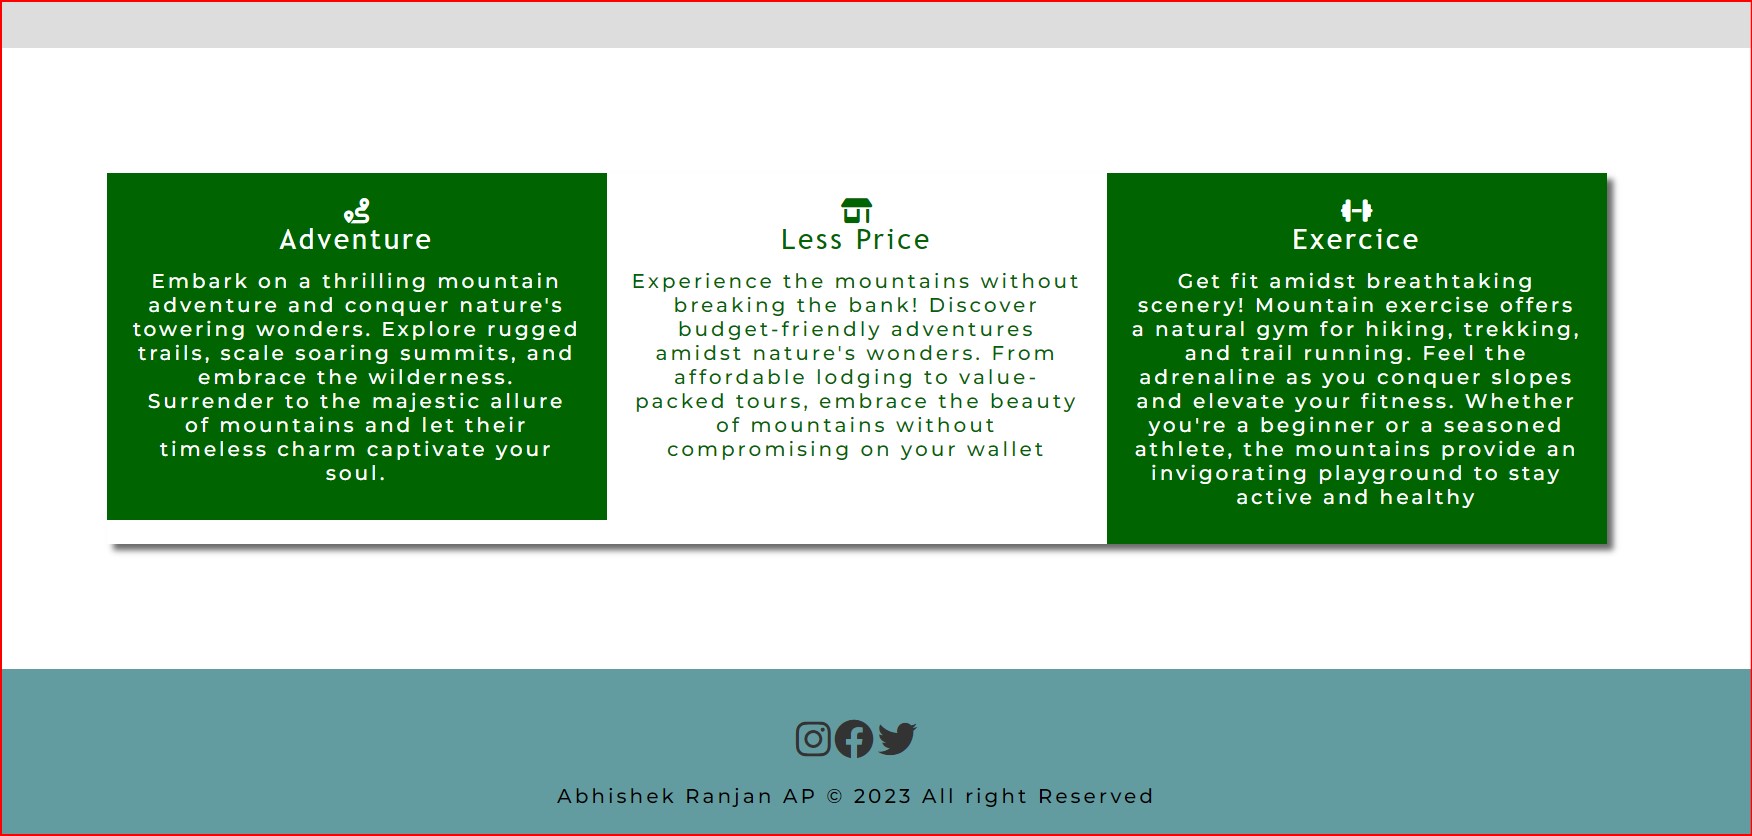 Adventure
Embark on a thrilling mountain
adventure and conquer nature's
towering wonders. Explore rugged
trails, scale soaring summits, and
embrace the wilderness.
Surrender to the majestic allure
of mountains and let their
timeless charm captivate your
soul.
Less Price
Experience the mountains without
breaking the bank! Discover
budget-friendly adventures
amidst nature's wonders. From
affordable lodging to value-
packed tours, embrace the beauty
of mountains without
compromising on your wallet
Exercice
Get fit amidst breathtaking
scenery! Mountain exercise offers
a natural gym for hiking, trekking,
and trail running. Feel the
adrenaline as you conquer slopes
and elevate your fitness. Whether
you're a beginner or a seasoned
athlete, the mountains provide an
invigorating playground to stay
active and healthy
Abhishek Ranjan AP © 2023 All right Reserved